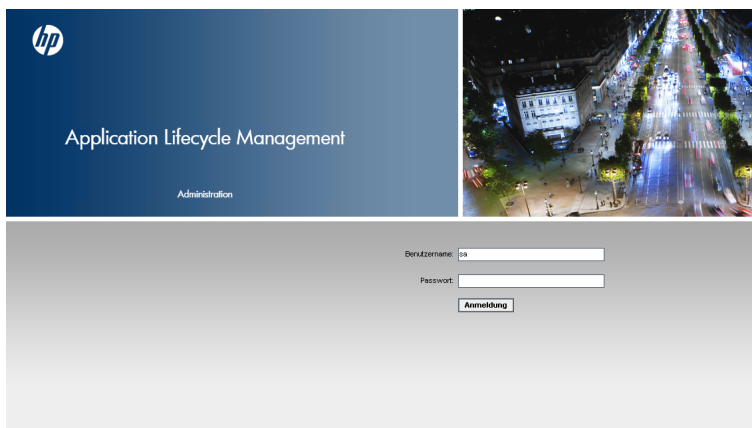 hp
Application Lifecycle Management
Administration
Benutzername: sa
Passwort:
Anmeldung